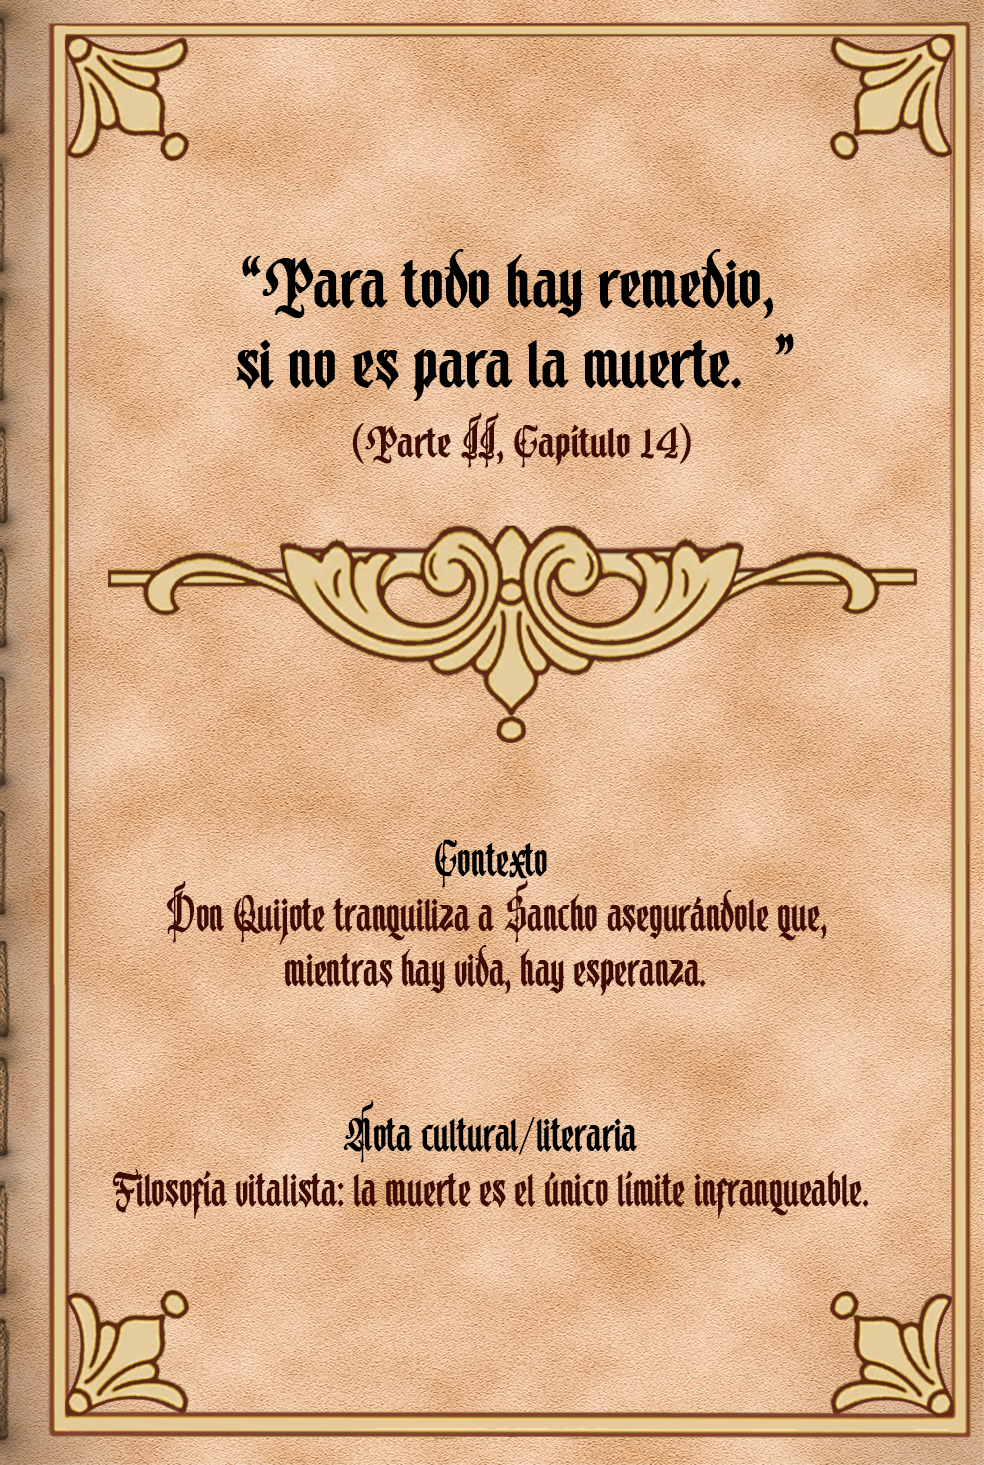 “Para todo hay remedio,
si no es para la muerte. ”
(Parte II, Capítulo 14)
Contexto
Don Quijote tranquiliza a Sancho asegurándole que,
mientras hay vida, hay esperanza.
Nota cultural/literaria
Filosofía vitalista: la muerte es el único límite infranqueable.